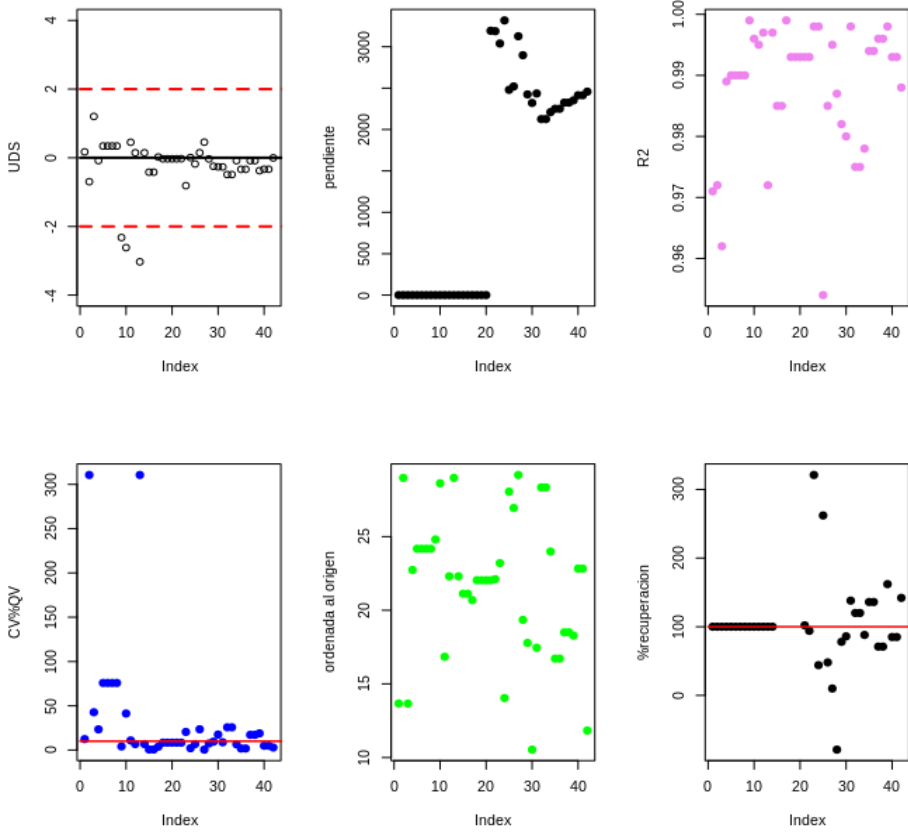 UDS
4
2
0
-2
-4
0 10 20 30 40
Index
pendiente
3000
2000
1000
500
0
0 10 20 30 40
Index
R2
1.00
0.99
0.98
0.97
0.96
0 10 20 30 40
Index
CV%QV
300
250
200
150
100
50
0
0 10 20 30 40
Index
ordenada al origen
25
20
15
10
0 10 20 30 40
Index
%recuperacion
300
200
100
0
0 10 20 30 40
Index